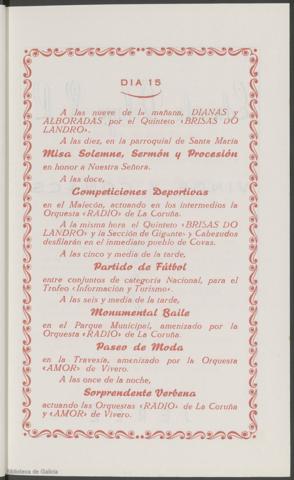 DIA 15
A las nueve de la mañana, DIANAS y
ALBORADAS por el Quinteto «BRISAS DO
LANDRO».
A las diez, en la parroquial de Santa María
Misa Solemne, Sermón y Procesión
en honor a Nuestra Señora.
A las doce,
Competiciones Deportivas
en el Malecón, actuando en los intermedios la
Orquesta «RADIO» de La Coruña.
A la misma hora el Quinteto «BRISAS DO
LANDRO» y la Sección de Gigantes y Cabezudos
desfilarán en el inmediato pueblo de Covas.
A las cinco y media de la tarde,
Partido de Fútbol
entre conjuntos de categoría Nacional, para el
Trofeo «Información y Turismo».
A las seis y media de la tarde,
Monumental Baile
en el Parque Municipal, amenizado por la
Orquesta «RADIO» de La Coruña.
Paseo de Moda
en la Travesía, amenizado por la Orquesta
«AMOR» de Vivero.
A las once de la noche,
Sorprendente Verbena
actuando las Orquestas «RADIO» de La Coruña
y «AMOR» de Vivero.
Biblioteca de Galicia